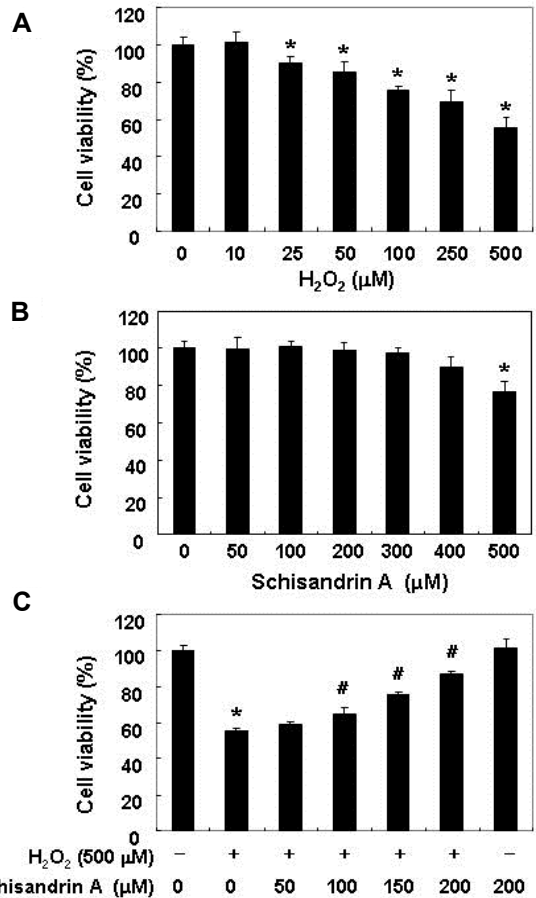 A
Cell viability (%)
120
100
80
60
40
20
0
* * * * *
0 10 25 50 100 250 500
H₂O₂ (μM)
B
Cell viability (%)
120
100
80
60
40
20
0
*
0 50 100 200 300 400 500
Schisandrin A (μM)
C
Cell viability (%)
120
100
80
60
40
20
0
* # # #
H₂O₂ (500 μM) − + + + + + −
hisandrin A (μM) 0 0 50 100 150 200 200